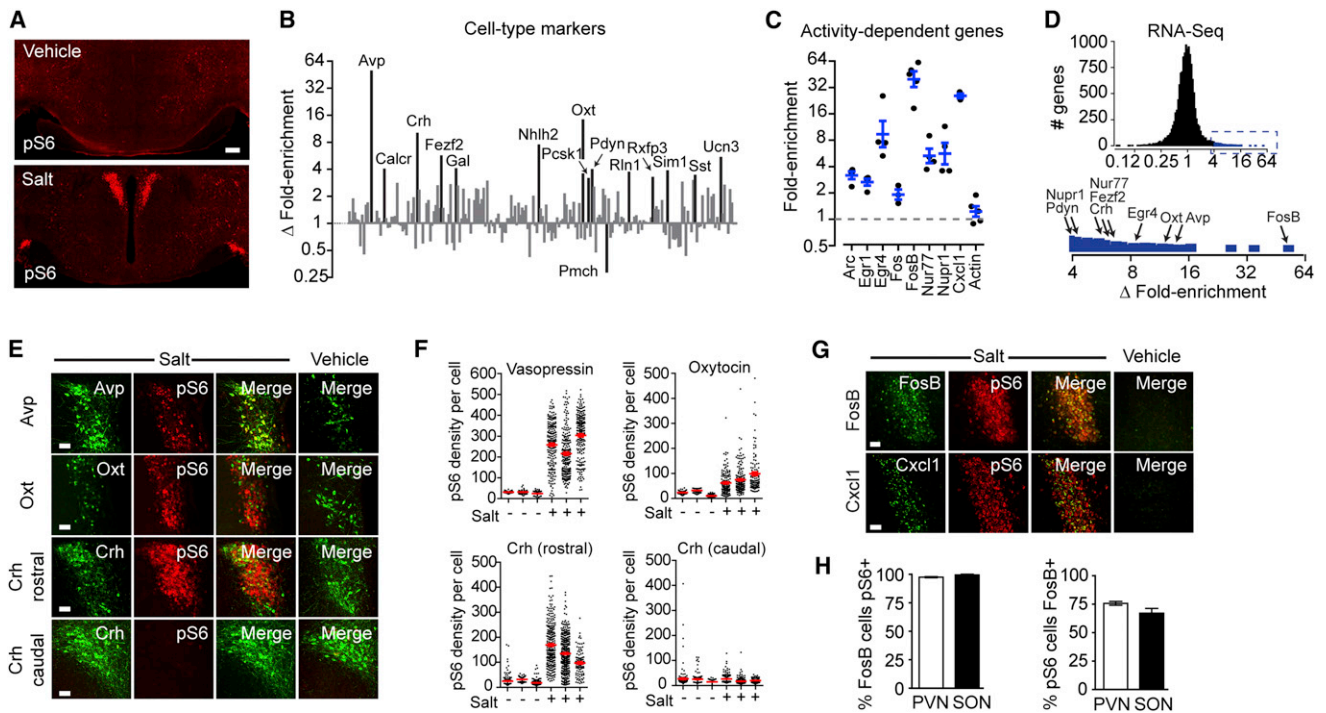 A
Vehicle
pS6
Salt
pS6
B
Cell-type markers
Δ Fold-enrichment
64
32
16
8
4
2
1
0.5
0.25
Avp
Calcr
Crh
Fezf2
Gal
Nhlh2
Pcsk1
Oxt
Pdyn
Rln1
Rxfp3
Sim1
Sst
Ucn3
Pmch
C
Activity-dependent genes
Fold-enrichment
64
32
16
8
4
2
1
0.5
Arc
Egr1
Egr4
Fos
FosB
Nur77
Nupr1
Cxcl1
Actin
D
RNA-Seq
# genes
1000
750
500
250
0
0.12 0.25 1 4 16 64
Nupr1
Pdyn
Nur77
Fezf2
Crh
Egr4
Oxt Avp
FosB
4 8 16 32 64
Δ Fold-enrichment
E
Salt Vehicle
Avp Avp pS6 Merge Merge
Oxt Oxt pS6 Merge Merge
Crh rostral Crh pS6 Merge Merge
Crh caudal Crh pS6 Merge Merge
F
Vasopressin
pS6 density per cell
600
500
400
300
200
100
0
Salt - - - + + +
Oxytocin
pS6 density per cell
500
400
300
200
100
0
Salt - - - + + +
Crh (rostral)
pS6 density per cell
500
400
300
200
100
0
Salt - - - + + +
Crh (caudal)
pS6 density per cell
500
400
300
200
100
0
Salt - - - + + +
G
Salt Vehicle
FosB FosB pS6 Merge Merge
Cxcl1 Cxcl1 pS6 Merge Merge
H
% FosB cells pS6+
100
75
50
25
0
PVN SON
% pS6 cells FosB+
100
75
50
25
0
PVN SON